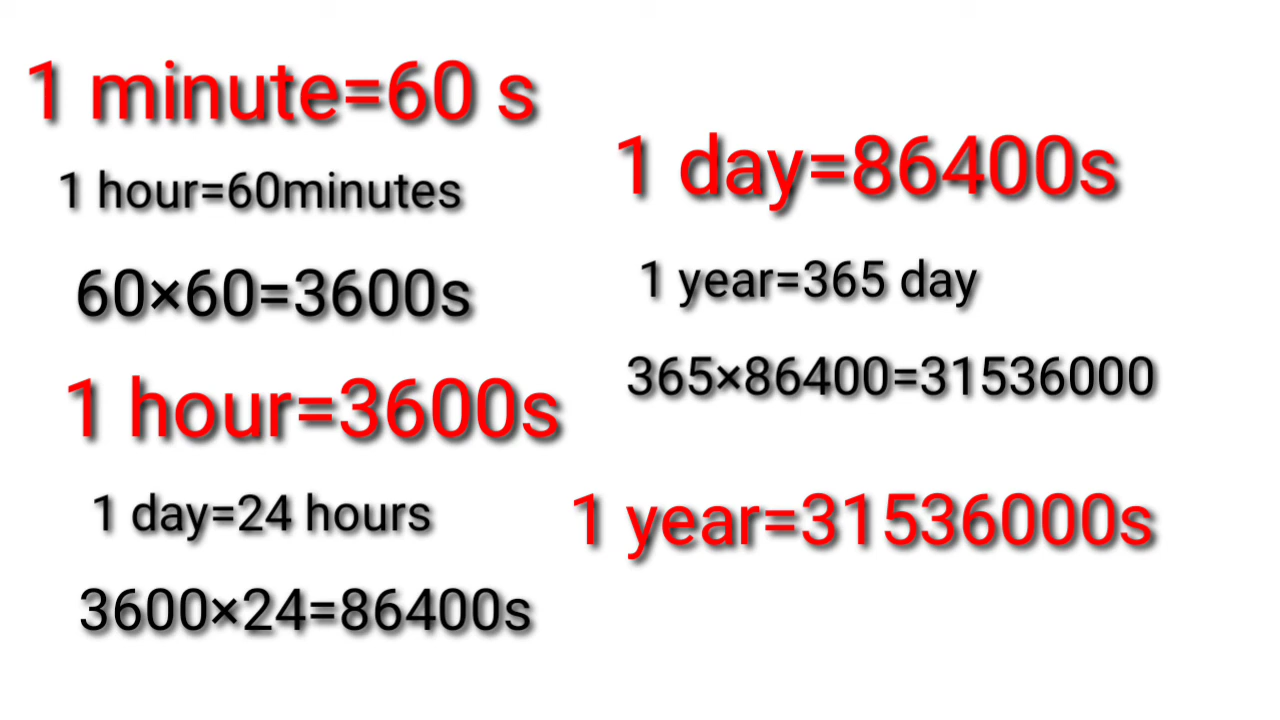 1 minute=60 s
1 hour=60minutes
60×60=3600s
1 hour=3600s
1 day=24 hours
3600×24=86400s
1 day=86400s
1 year=365 day
365×86400=31536000
1 year=31536000s